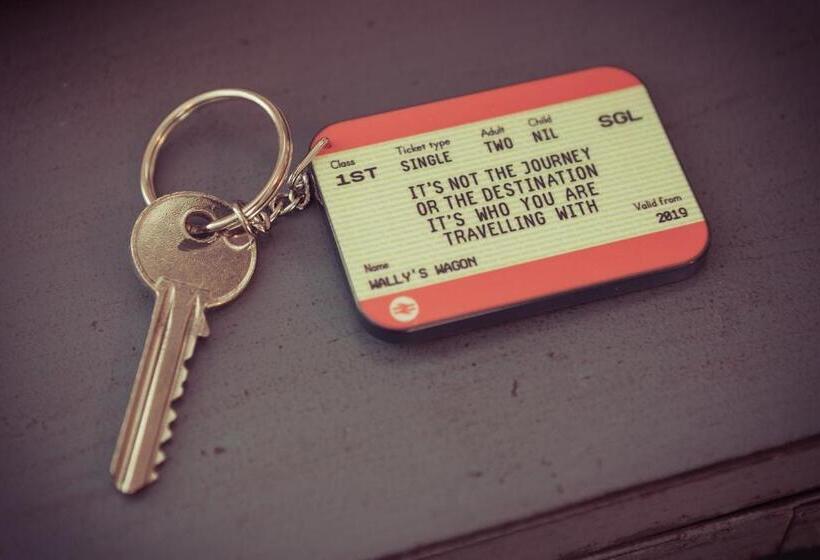 Class Ticket type Adult Child
1ST SINGLE TWO NIL SGL
IT'S NOT THE JOURNEY
OR THE DESTINATION
IT'S WHO YOU ARE
TRAVELLING WITH
Valid from
2019
Name
WALLY'S WAGON